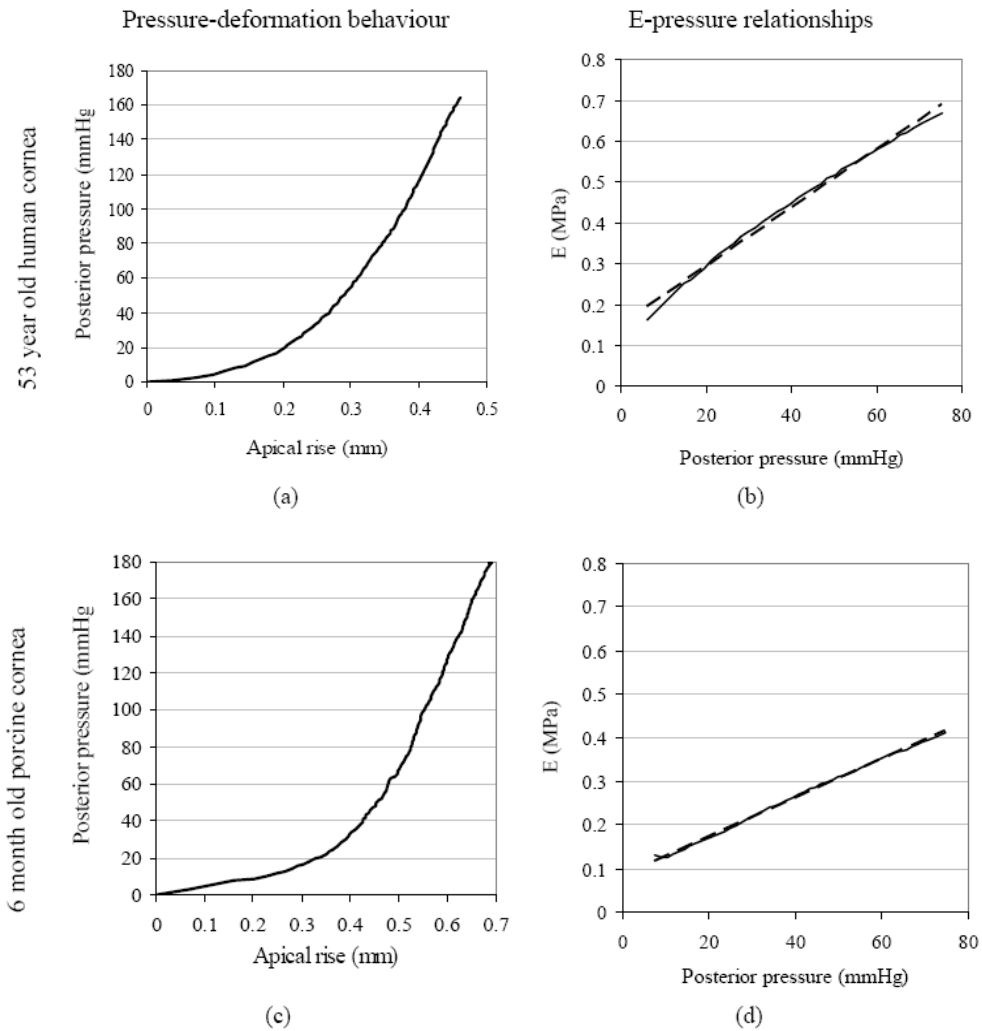 Pressure-deformation behaviour
E-pressure relationships
53 year old human cornea
Posterior pressure (mmHg)
180
160
140
120
100
80
60
40
20
0
0 0.1 0.2 0.3 0.4 0.5
Apical rise (mm)
(a)
E (MPa)
0.8
0.7
0.6
0.5
0.4
0.3
0.2
0.1
0
0 20 40 60 80
Posterior pressure (mmHg)
(b)
6 month old porcine cornea
Posterior pressure (mmHg)
180
160
140
120
100
80
60
40
20
0
0 0.1 0.2 0.3 0.4 0.5 0.6 0.7
Apical rise (mm)
(c)
E (MPa)
0.8
0.7
0.6
0.5
0.4
0.3
0.2
0.1
0
0 20 40 60 80
Posterior pressure (mmHg)
(d)